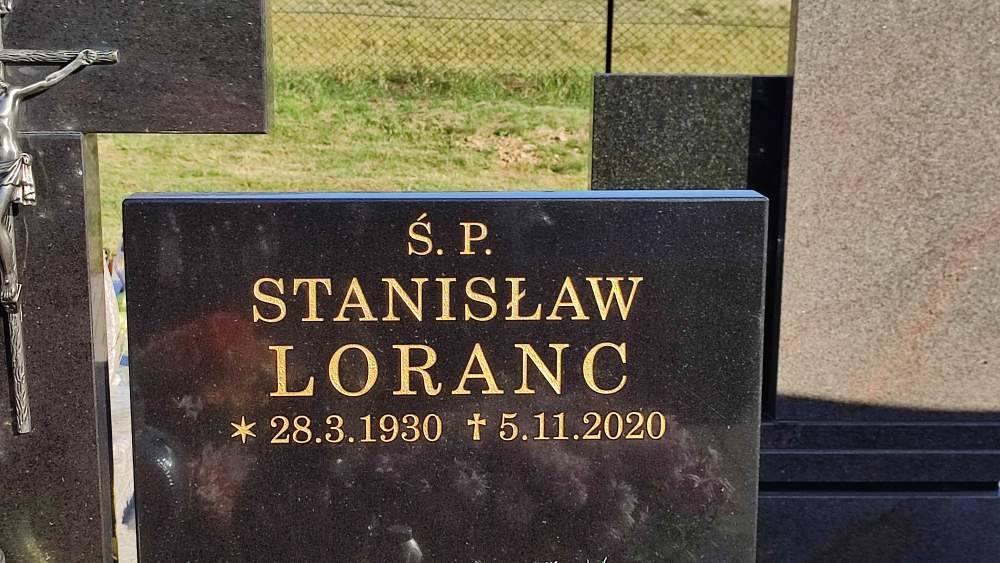 Ś. P.
STANISŁAW
LORANC
* 28.3.1930 † 5.11.2020